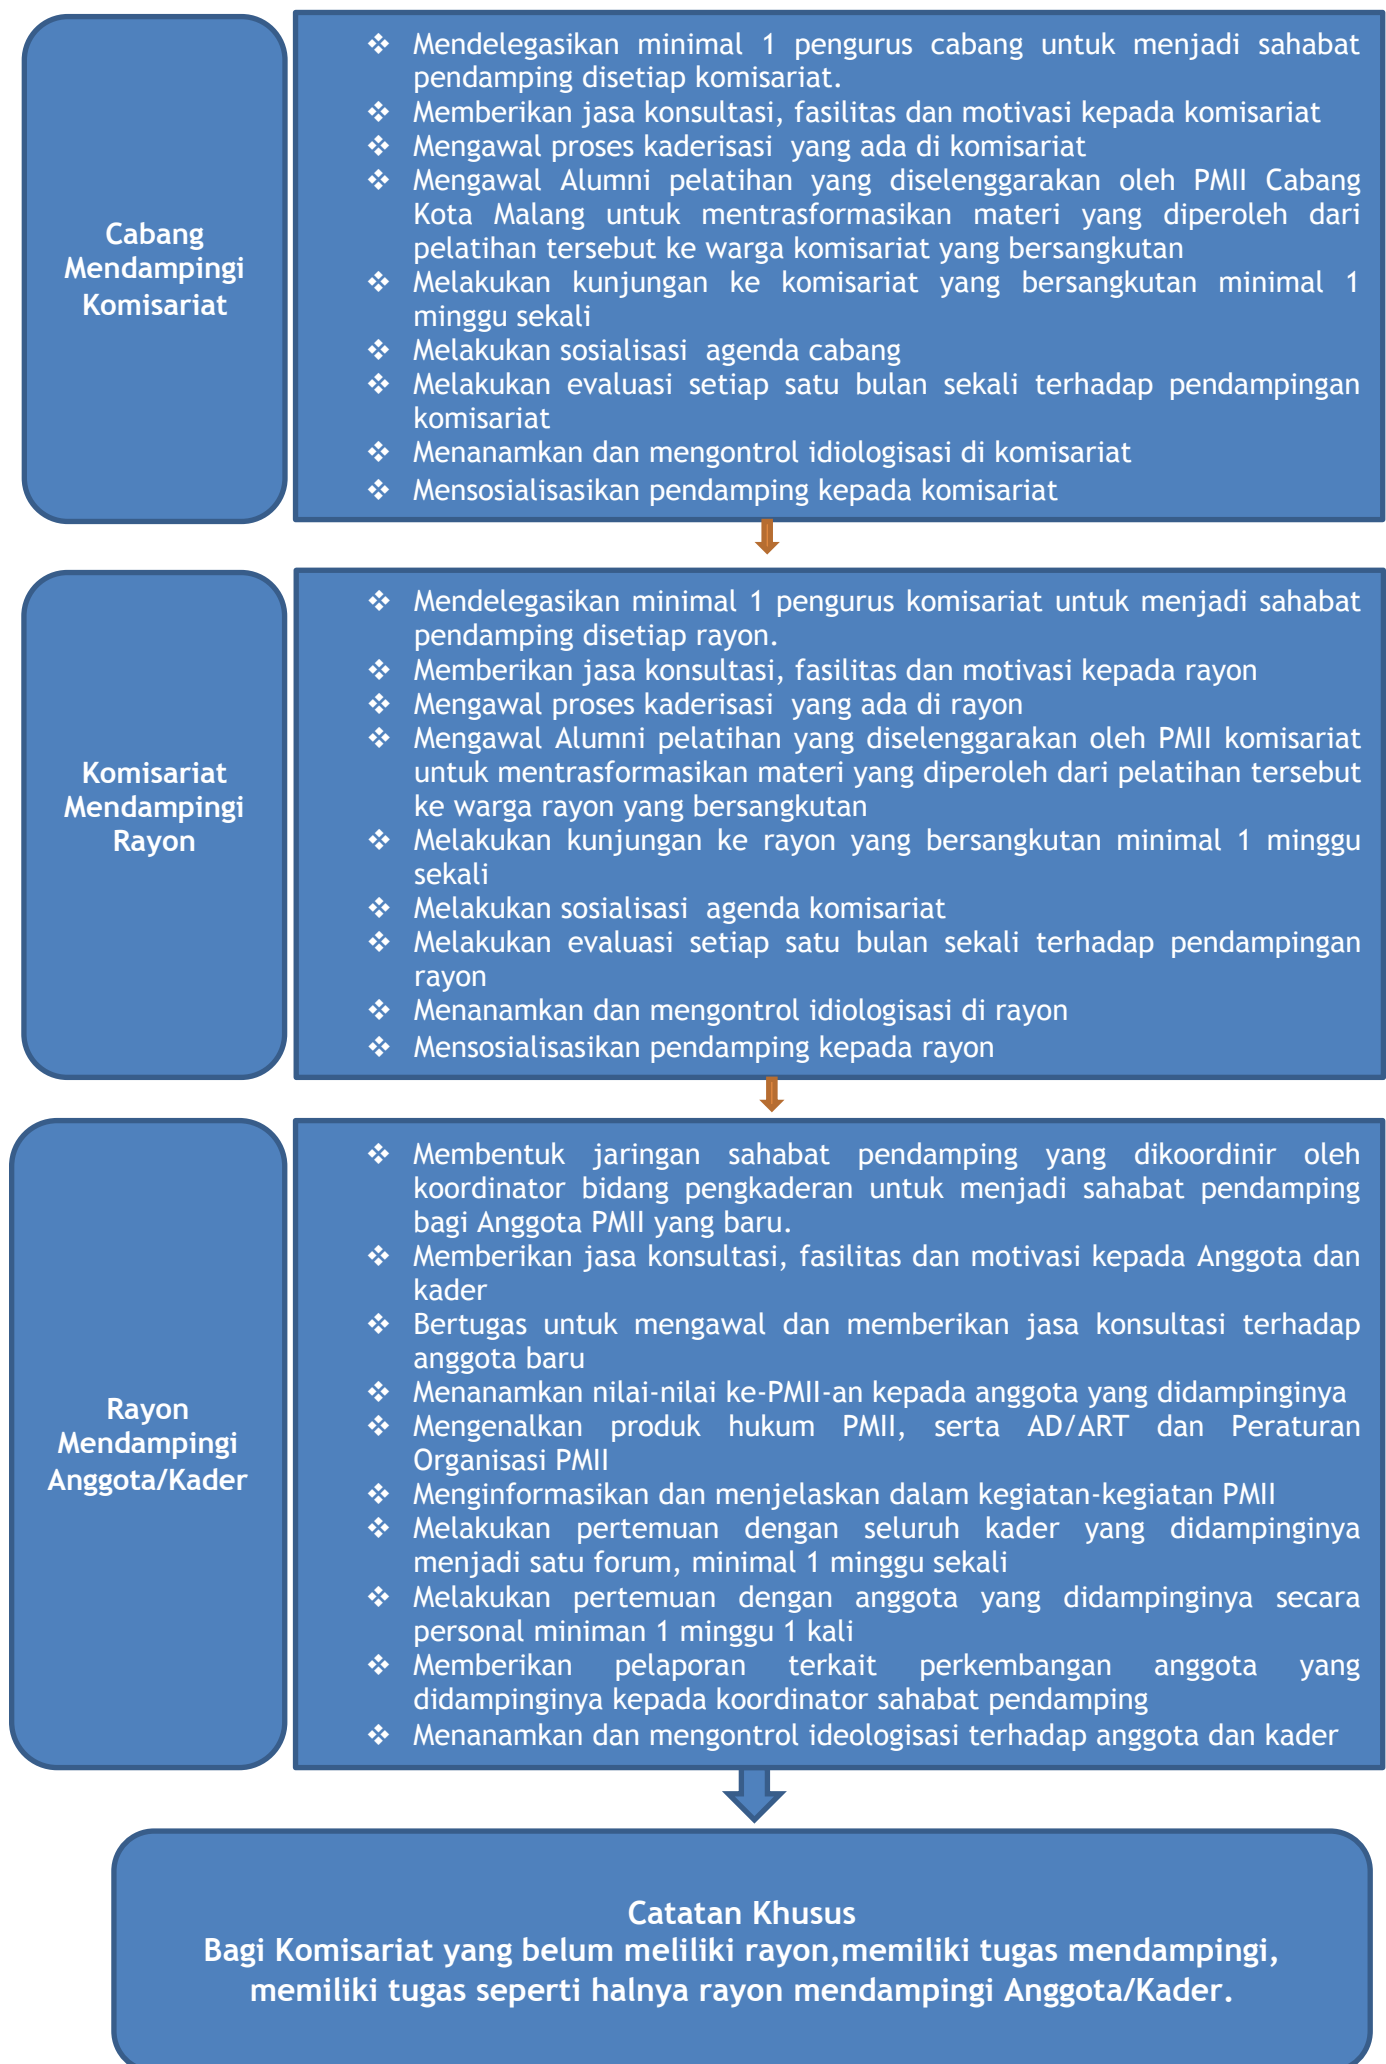 Cabang
Mendampingi
Komisariat
❖ Mendelegasikan minimal 1 pengurus cabang untuk menjadi sahabat
pendamping disetiap komisariat.
❖ Memberikan jasa konsultasi, fasilitas dan motivasi kepada komisariat
❖ Mengawal proses kaderisasi  yang ada di komisariat
❖ Mengawal Alumni pelatihan yang diselenggarakan oleh PMII Cabang
Kota Malang untuk mentrasformasikan materi yang diperoleh dari
pelatihan tersebut ke warga komisariat yang bersangkutan
❖ Melakukan kunjungan ke komisariat yang bersangkutan minimal 1
minggu sekali
❖ Melakukan sosialisasi  agenda cabang
❖ Melakukan evaluasi setiap satu bulan sekali terhadap pendampingan
komisariat
❖ Menanamkan dan mengontrol idiologisasi di komisariat
❖ Mensosialisasikan pendamping kepada komisariat
Komisariat
Mendampingi
Rayon
❖ Mendelegasikan minimal 1 pengurus komisariat untuk menjadi sahabat
pendamping disetiap rayon.
❖ Memberikan jasa konsultasi, fasilitas dan motivasi kepada rayon
❖ Mengawal proses kaderisasi  yang ada di rayon
❖ Mengawal Alumni pelatihan yang diselenggarakan oleh PMII komisariat
untuk mentrasformasikan materi yang diperoleh dari pelatihan tersebut
ke warga rayon yang bersangkutan
❖ Melakukan kunjungan ke rayon yang bersangkutan minimal 1 minggu
sekali
❖ Melakukan sosialisasi  agenda komisariat
❖ Melakukan evaluasi setiap satu bulan sekali terhadap pendampingan
rayon
❖ Menanamkan dan mengontrol idiologisasi di rayon
❖ Mensosialisasikan pendamping kepada rayon
Rayon
Mendampingi
Anggota/Kader
❖ Membentuk jaringan sahabat pendamping yang dikoordinir oleh
koordinator bidang pengkaderan untuk menjadi sahabat pendamping
bagi Anggota PMII yang baru.
❖ Memberikan jasa konsultasi, fasilitas dan motivasi kepada Anggota dan
kader
❖ Bertugas untuk mengawal dan memberikan jasa konsultasi terhadap
anggota baru
❖ Menanamkan nilai-nilai ke-PMII-an kepada anggota yang didampinginya
❖ Mengenalkan produk hukum PMII, serta AD/ART dan Peraturan
Organisasi PMII
❖ Menginformasikan dan menjelaskan dalam kegiatan-kegiatan PMII
❖ Melakukan pertemuan dengan seluruh kader yang didampinginya
menjadi satu forum, minimal 1 minggu sekali
❖ Melakukan pertemuan dengan anggota yang didampinginya secara
personal miniman 1 minggu 1 kali
❖ Memberikan pelaporan terkait perkembangan anggota yang
didampinginya kepada koordinator sahabat pendamping
❖ Menanamkan dan mengontrol ideologisasi terhadap anggota dan kader
Catatan Khusus
Bagi Komisariat yang belum meliliki rayon,memiliki tugas mendampingi,
memiliki tugas seperti halnya rayon mendampingi Anggota/Kader.